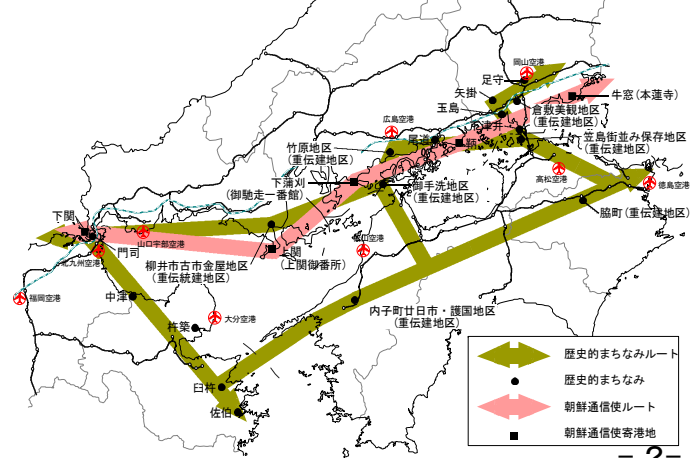 岡山空港
足守
矢掛
玉島
牛窓(本蓮寺)
倉敷美観地区
(重伝建地区)
広島空港
尾道
鞆
竹原地区
(重伝建地区)
笠島街並み保存地区
(重伝建地区)
下蒲刈
(御馳走一番館)
御手洗地区
(重伝建地区)
高松空港
徳島空港
脇町(重伝建地区)
下関
門司
山口宇部空港
北九州空港
上関
(上関御番所)
柳井市古市金屋地区
(重伝統建地区)
福岡空港
中津
杵築
大分空港
内子町廿日市・護国地区
(重伝建地区)
臼杵
佐伯
歴史的まちなみルート
歴史的まちなみ
朝鮮通信使ルート
朝鮮通信使寄港地